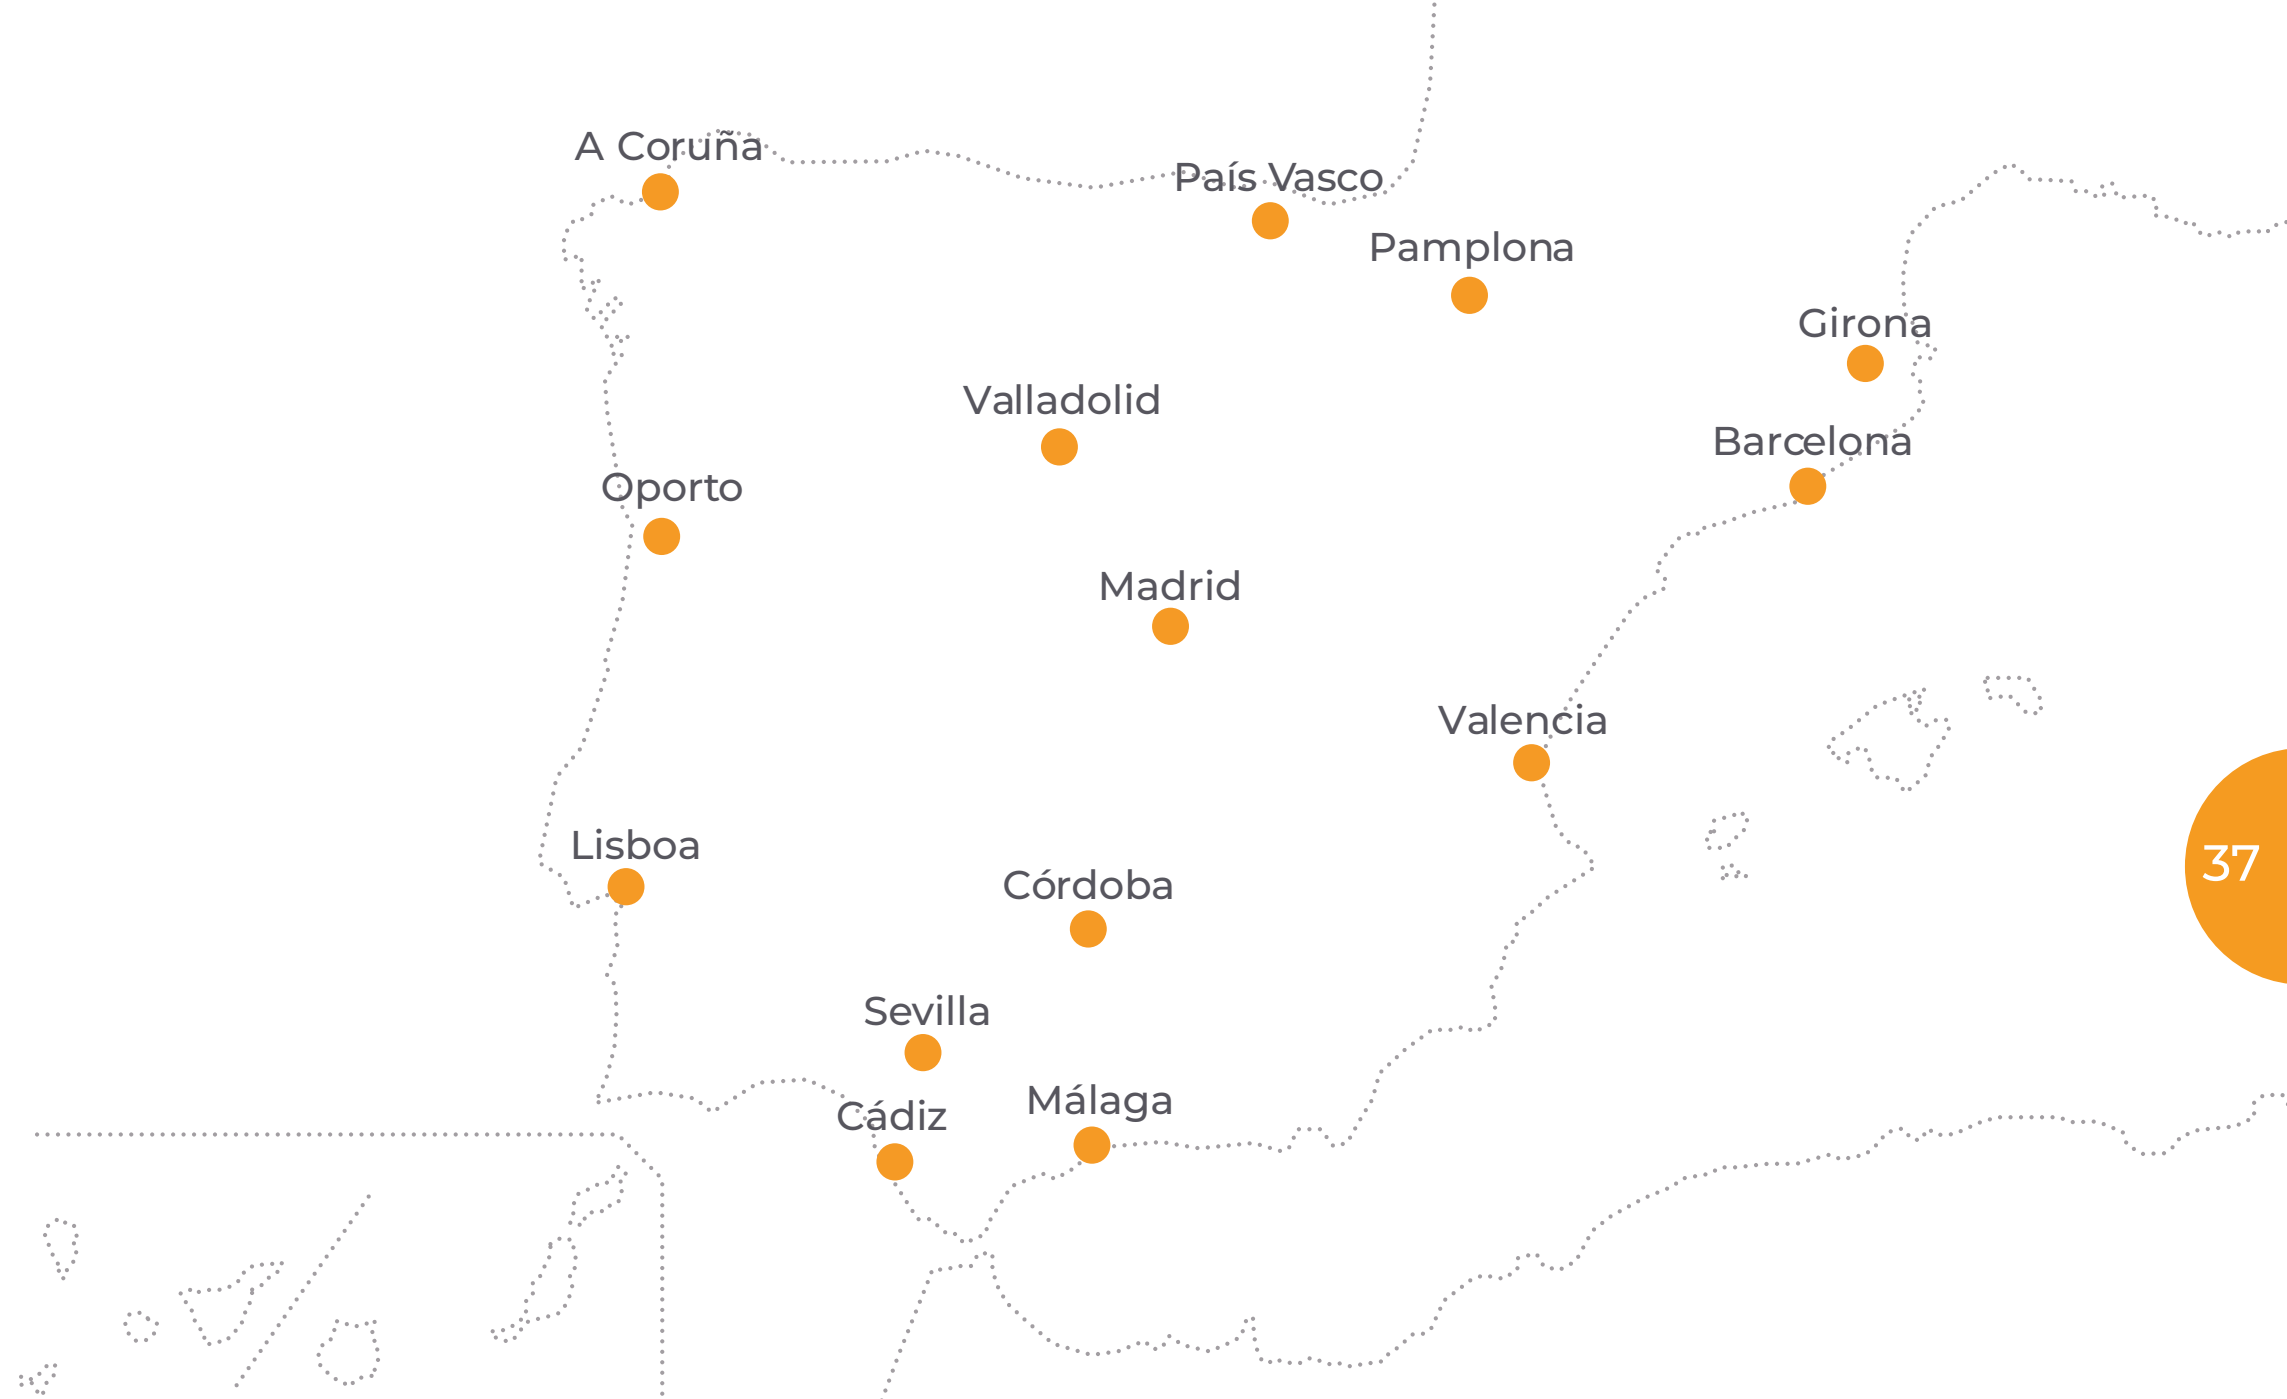 A Coruña
País Vasco
Pamplona
Girona
Valladolid
Barcelona
Oporto
Madrid
Valencia
Lisboa
37
Córdoba
Sevilla
Málaga
Cádiz